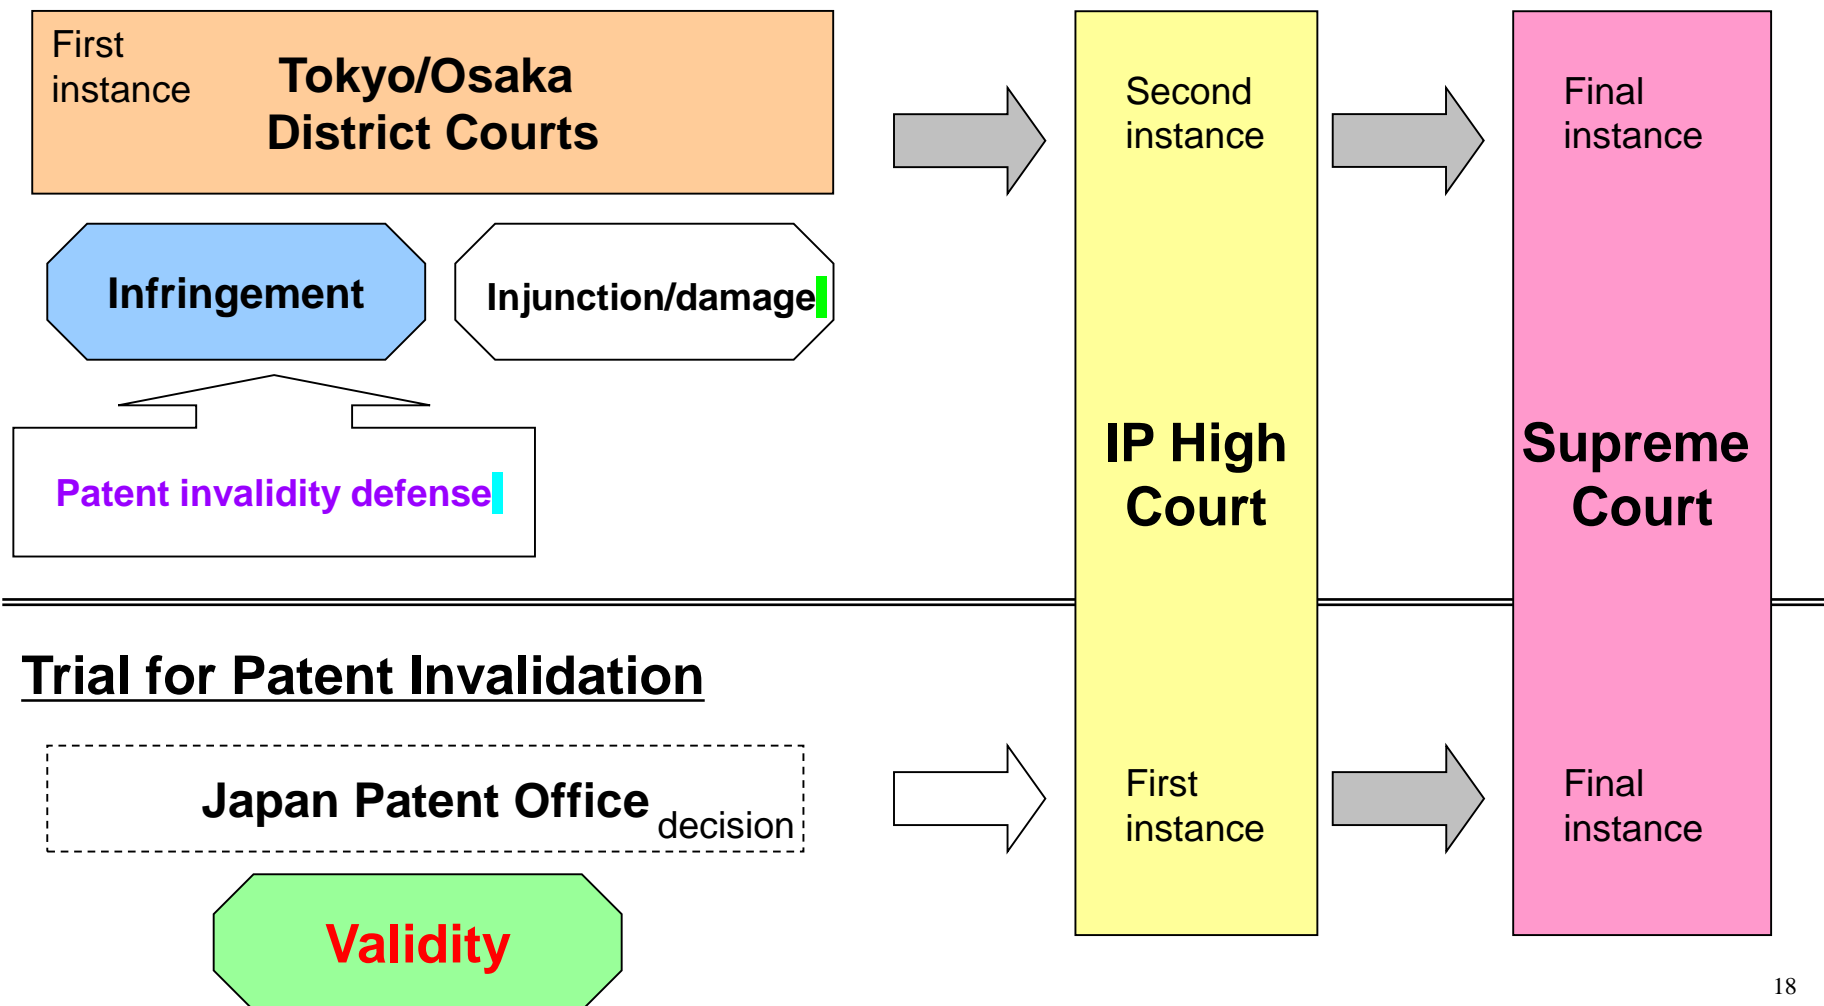 First
instance
Tokyo/Osaka
District Courts
Second
instance
Final
instance
Infringement
Injunction/damage
Patent invalidity defense
IP High
Court
Supreme
Court
Trial for Patent Invalidation
Japan Patent Office
decision
First
instance
Final
instance
Validity
18